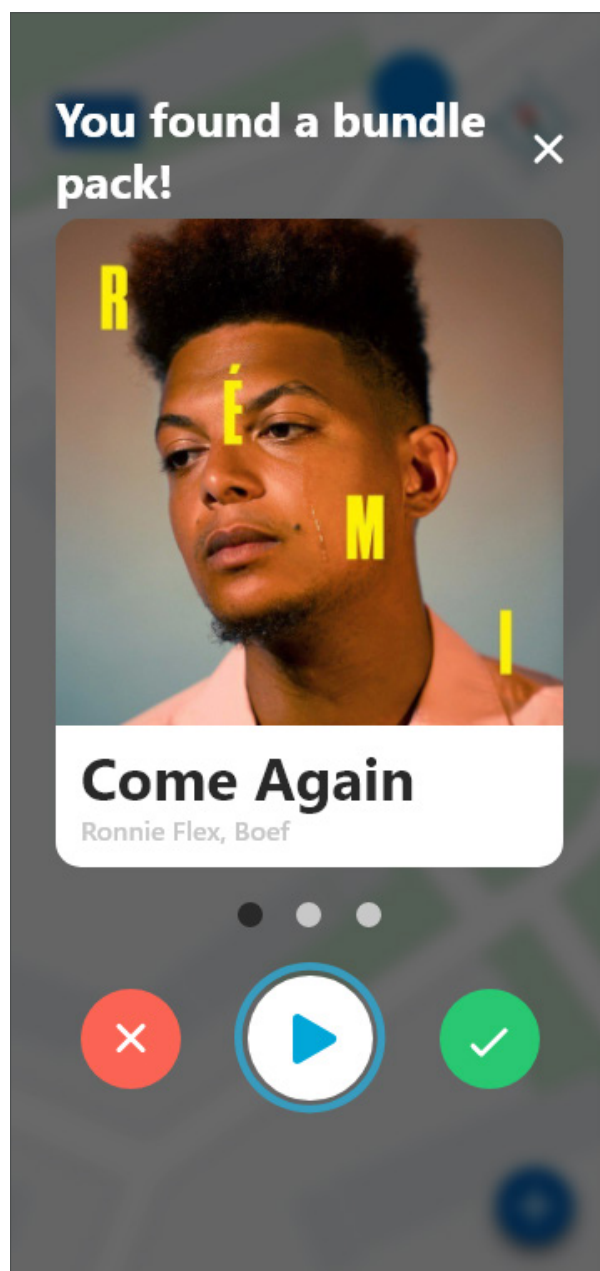 You found a bundle
pack!
R
É
M
I
Come Again
Ronnie Flex, Boef